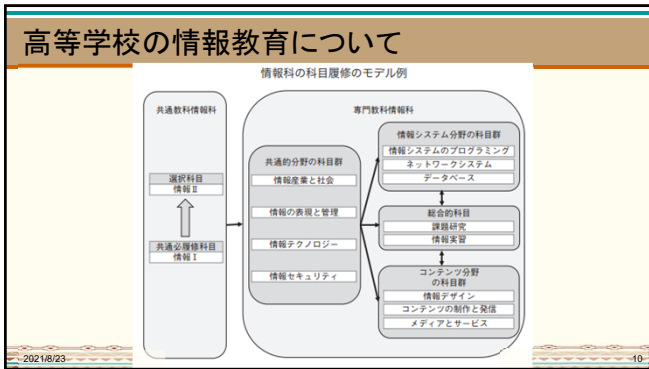 高等学校の情報教育について
情報科の科目履修のモデル例
共通教科情報科
選択科目
情報Ⅱ
共通必履修科目
情報Ⅰ
専門教科情報科
共通的分野の科目群
情報産業と社会
情報の表現と管理
情報テクノロジー
情報セキュリティ
情報システム分野の科目群
情報システムのプログラミング
ネットワークシステム
データベース
総合的科目
課題研究
情報実習
コンテンツ分野
の科目群
情報デザイン
コンテンツの制作と発信
メディアとサービス
2021/8/23
10